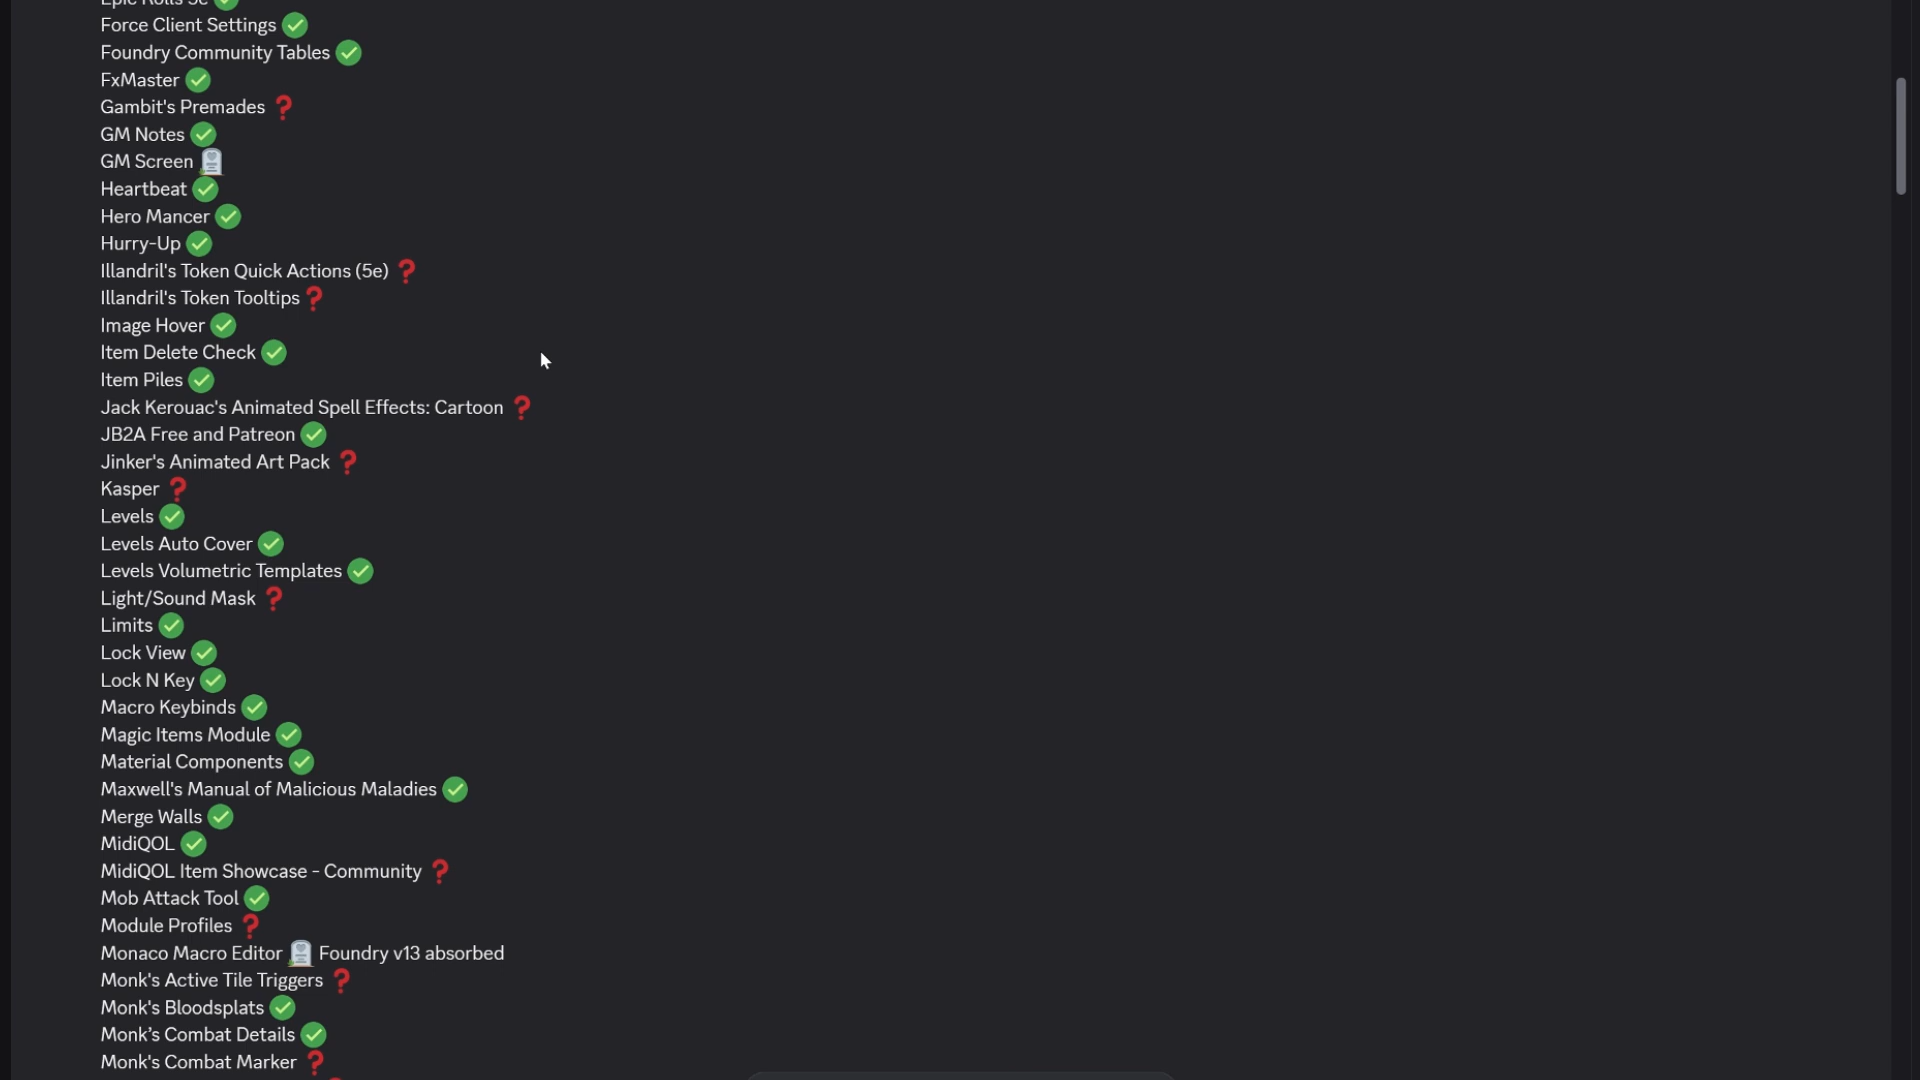 Epic Rolls 5e ✅
Force Client Settings ✅
Foundry Community Tables ✅
FxMaster ✅
Gambit's Premades ❓
GM Notes ✅
GM Screen 🪦
Heartbeat ✅
Hero Mancer ✅
Hurry-Up ✅
Illandril's Token Quick Actions (5e) ❓
Illandril's Token Tooltips ❓
Image Hover ✅
Item Delete Check ✅
Item Piles ✅
Jack Kerouac's Animated Spell Effects: Cartoon ❓
JB2A Free and Patreon ✅
Jinker's Animated Art Pack ❓
Kasper ❓
Levels ✅
Levels Auto Cover ✅
Levels Volumetric Templates ✅
Light/Sound Mask ❓
Limits ✅
Lock View ✅
Lock N Key ✅
Macro Keybinds ✅
Magic Items Module ✅
Material Components ✅
Maxwell's Manual of Malicious Maladies ✅
Merge Walls ✅
MidiQOL ✅
MidiQOL Item Showcase - Community ❓
Mob Attack Tool ✅
Module Profiles ❓
Monaco Macro Editor 🪦 Foundry v13 absorbed
Monk's Active Tile Triggers ❓
Monk's Bloodsplats ✅
Monk’s Combat Details ✅
Monk's Combat Marker ❓